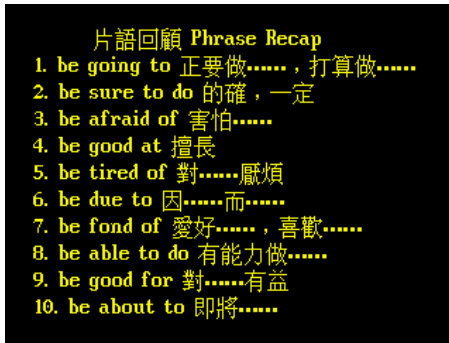 片語回顧 Phrase Recap
1. be going to 正要做……，打算做……
2. be sure to do 的確，一定
3. be afraid of 害怕……
4. be good at 擅長
5. be tired of 對……厭煩
6. be due to 因……而……
7. be fond of 愛好……，喜歡……
8. be able to do 有能力做……
9. be good for 對……有益
10. be about to 即將……